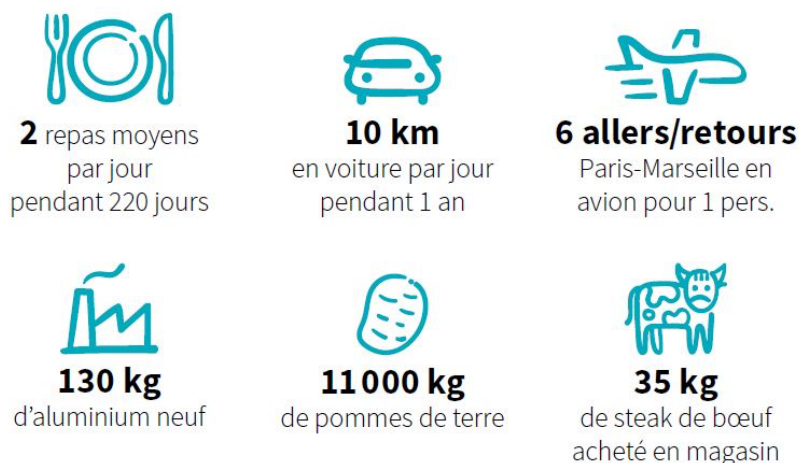 2 repas moyens
par jour
pendant 220 jours
10 km
en voiture par jour
pendant 1 an
6 allers/retours
Paris-Marseille en
avion pour 1 pers.
130 kg
d’aluminium neuf
11 000 kg
de pommes de terre
35 kg
de steak de bœuf
acheté en magasin